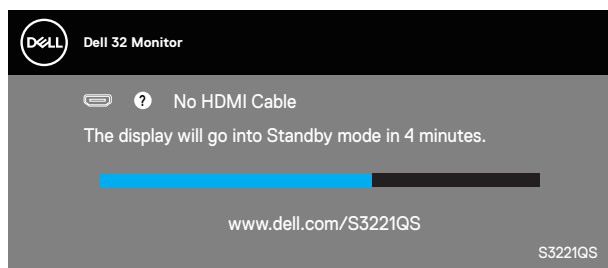 DELL
Dell 32 Monitor
? No HDMI Cable
The display will go into Standby mode in 4 minutes.
www.dell.com/S3221QS
S3221QS